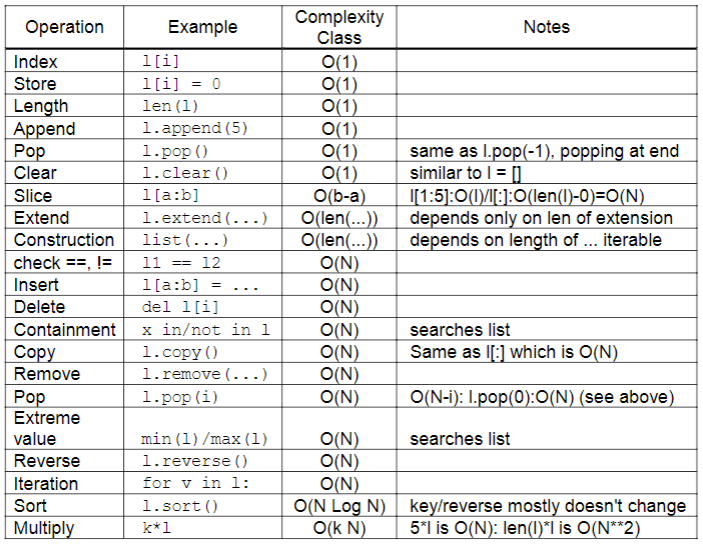 Operation Example Complexity Class Notes
Index l[i] O(1)
Store l[i] = 0 O(1)
Length len(l) O(1)
Append l.append(5) O(1)
Pop l.pop() O(1) same as l.pop(-1), popping at end
Clear l.clear() O(1) similar to l = []
Slice l[a:b] O(b-a) l[1:5]:O(l)/l[:]:O(len(l)-0)=O(N)
Extend l.extend(...) O(len(...)) depends only on len of extension
Construction list(...) O(len(...)) depends on length of ... iterable
check ==, != l1 == l2 O(N)
Insert l[a:b] = ... O(N)
Delete del l[i] O(N)
Containment x in/not in l O(N) searches list
Copy l.copy() O(N) Same as l[:] which is O(N)
Remove l.remove(...) O(N)
Pop l.pop(i) O(N) O(N-i): l.pop(0):O(N) (see above)
Extreme value min(l)/max(l) O(N) searches list
Reverse l.reverse() O(N)
Iteration for v in l: O(N)
Sort l.sort() O(N Log N) key/reverse mostly doesn't change
Multiply k*l O(k N) 5*l is O(N): len(l)*l is O(N**2)